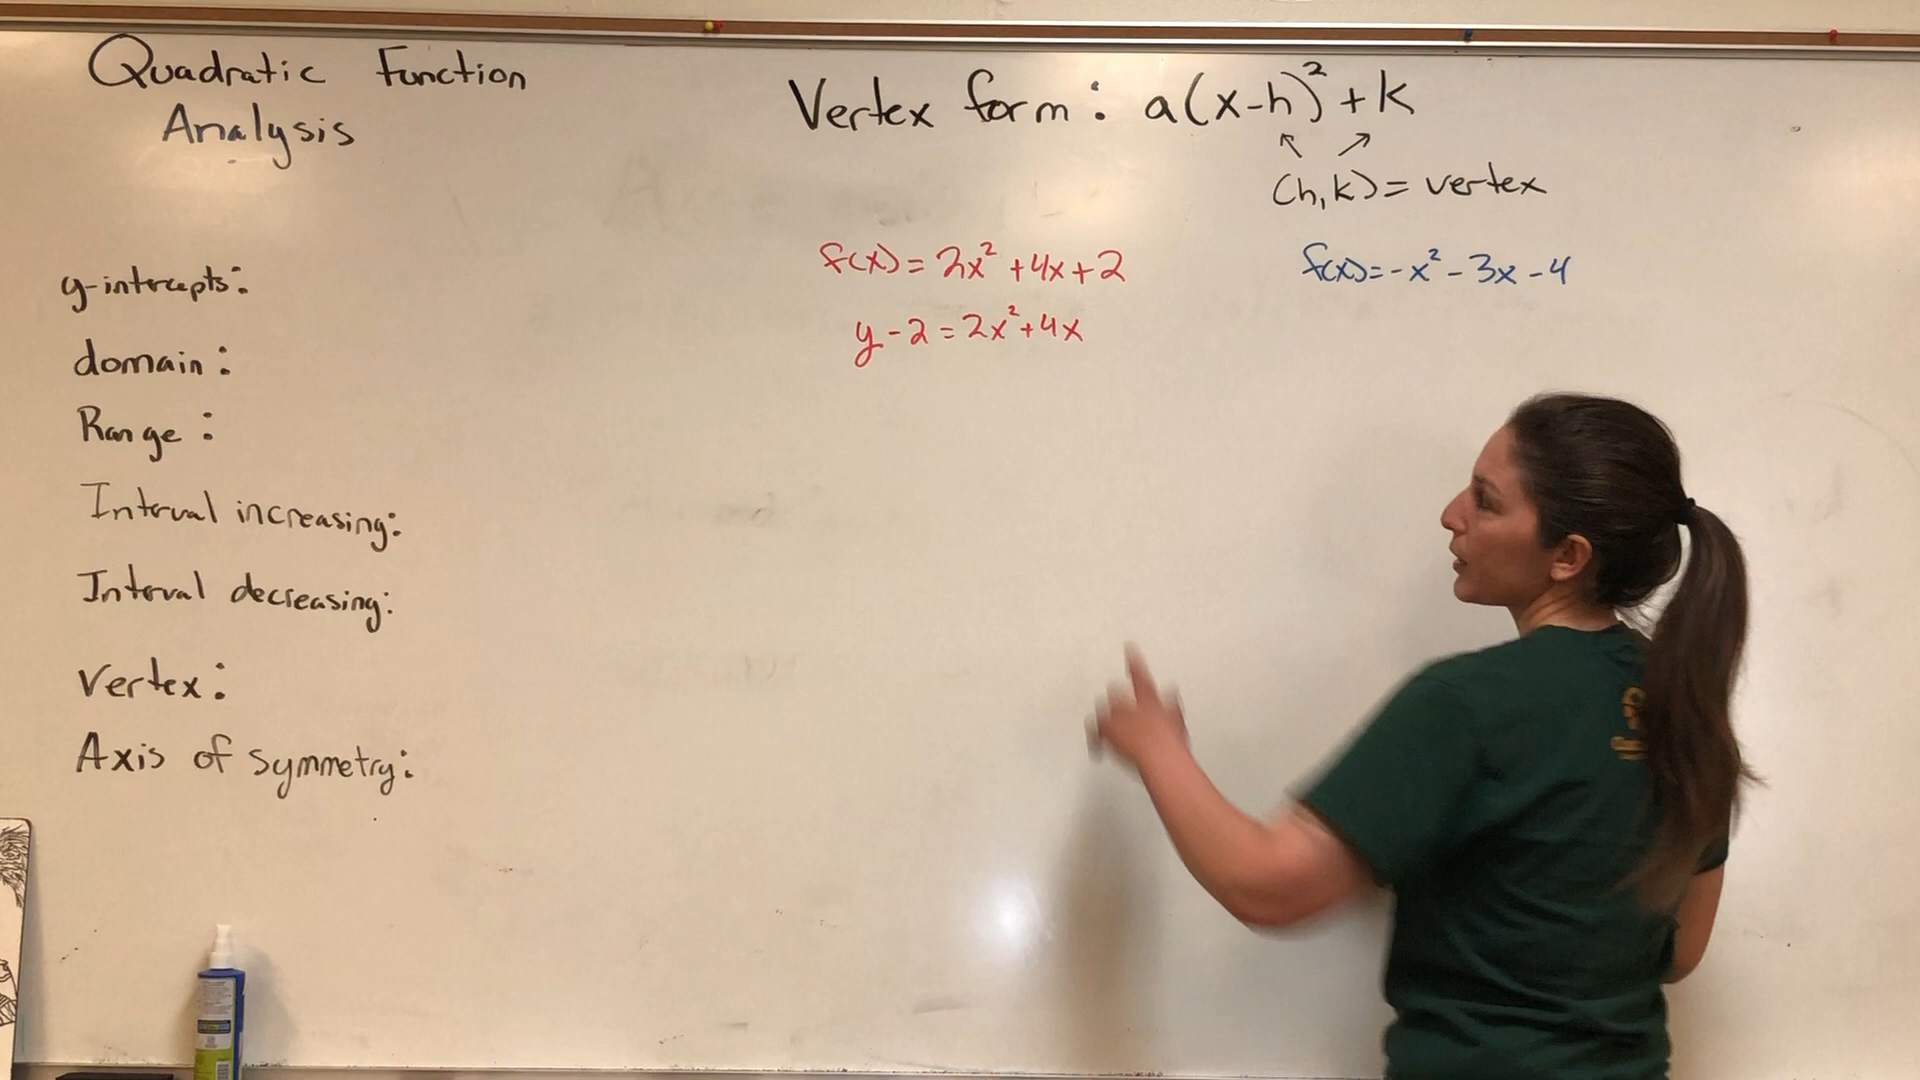 Quadratic Function
Analysis
Vertex form: a(x-h)² + k
(h,k) = vertex
y-intercepts:
domain:
Range:
Interval increasing:
Interval decreasing:
Vertex:
Axis of symmetry:
f(x) = 2x² + 4x + 2
y - 2 = 2x² + 4x
f(x) = -x² - 3x - 4